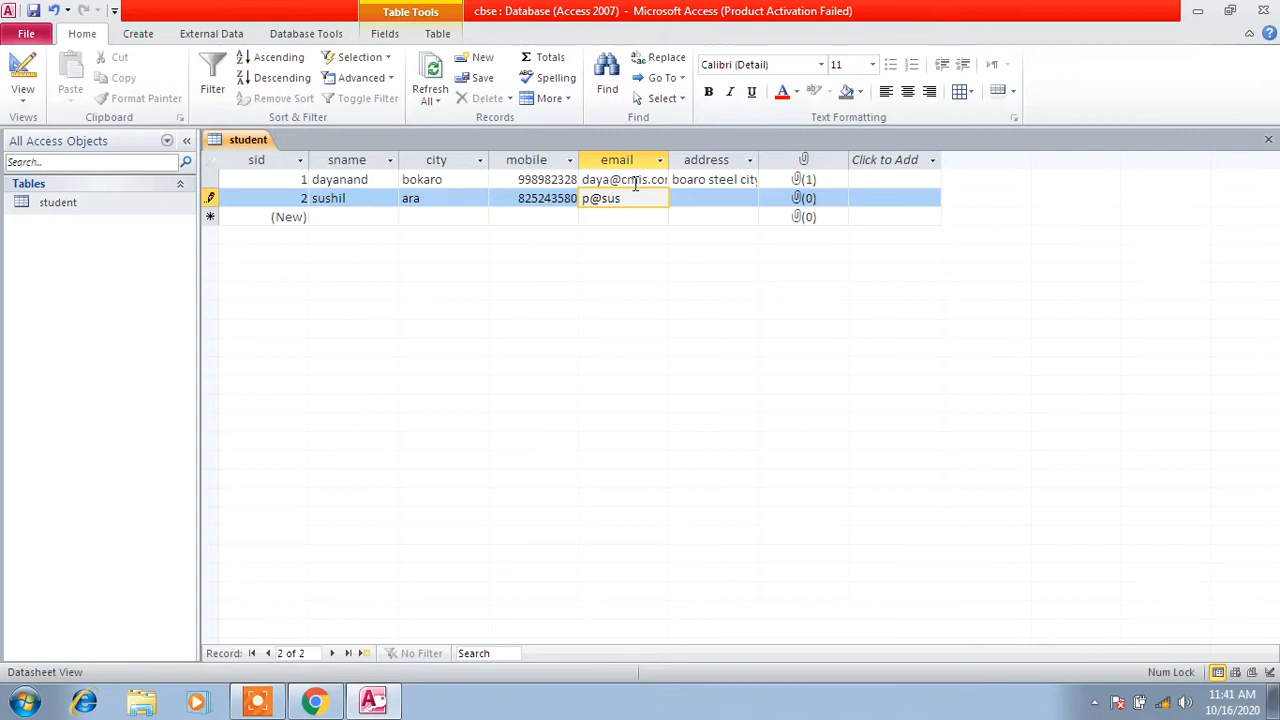 Table Tools
cbse : Database (Access 2007) - Microsoft Access (Product Activation Failed)
File Home Create External Data Database Tools Fields Table
View
Views
Paste
Cut
Copy
Format Painter
Clipboard
Filter
Ascending
Descending
Remove Sort
Selection
Advanced
Toggle Filter
Sort & Filter
Refresh
All
New
Save
Delete
Totals
Spelling
More
Records
Find
Replace
Go To
Select
Find
Calibri (Detail) 11
B I U A
Text Formatting
All Access Objects
Search...
Tables
student
student
sid sname city mobile email address Click to Add
1 dayanand bokaro 998982328 boaro steel city (1)
2 sushil ara 825243580 p@sus (0)
(New) (0)
Record: 2 of 2 No Filter Search
Datasheet View Num Lock
11:41 AM
10/16/2020